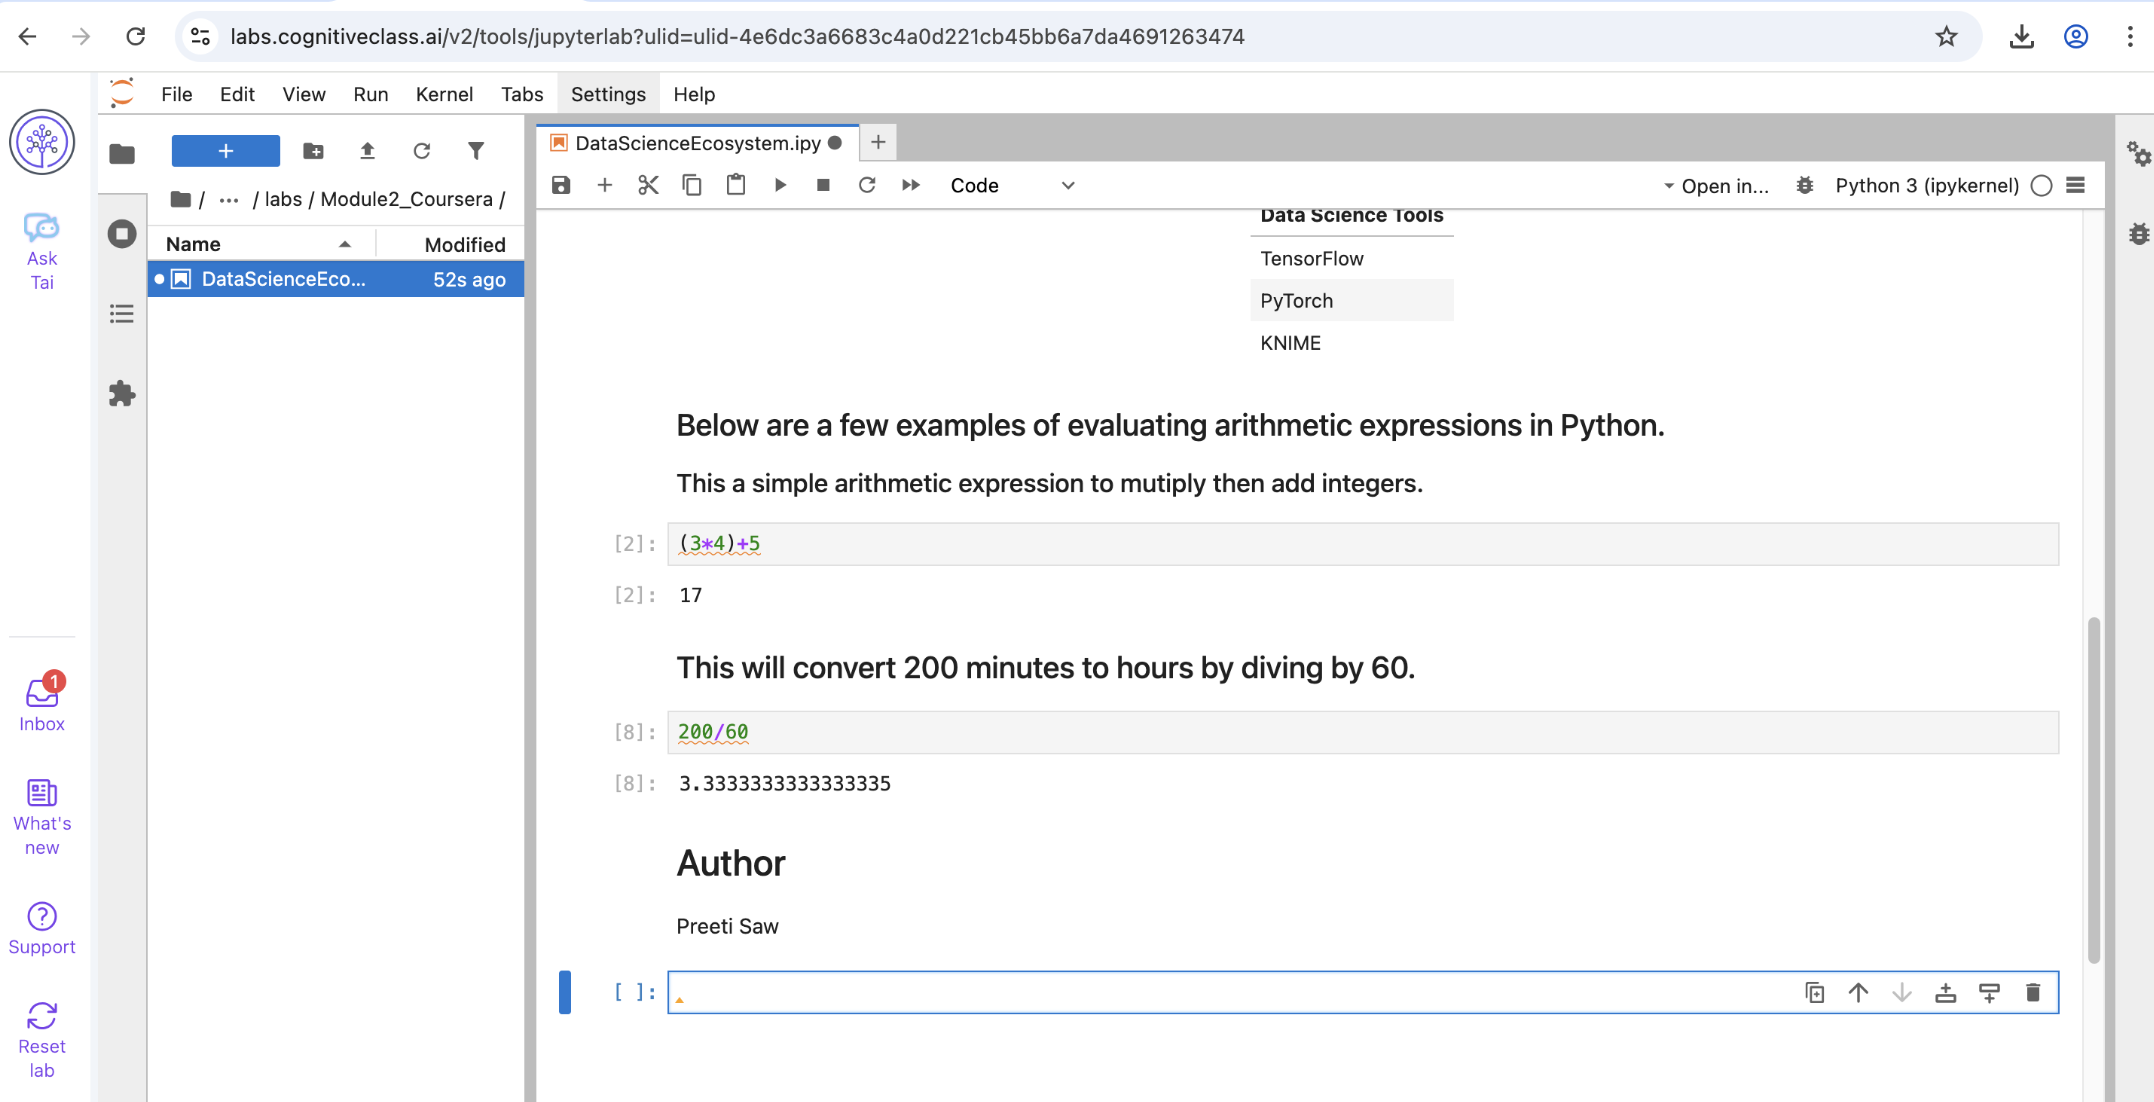 labs.cognitiveclass.ai/v2/tools/jupyterlab?ulid=ulid-4e6dc3a6683c4a0d221cb45bb6a7da4691263474
File Edit View Run Kernel Tabs Settings Help
Ask
Tai
Inbox
1
What's
new
Support
Reset
lab
+
/ ··· / labs / Module2_Coursera /
Name Modified
DataScienceEco... 52s ago
DataScienceEcosystem.ipy
Code
Open in... Python 3 (ipykernel)
Data Science Tools
TensorFlow
PyTorch
KNIME
Below are a few examples of evaluating arithmetic expressions in Python.
This a simple arithmetic expression to mutiply then add integers.
[2]: (3*4)+5
[2]: 17
This will convert 200 minutes to hours by diving by 60.
[8]: 200/60
[8]: 3.3333333333333335
Author
Preeti Saw
[ ]: